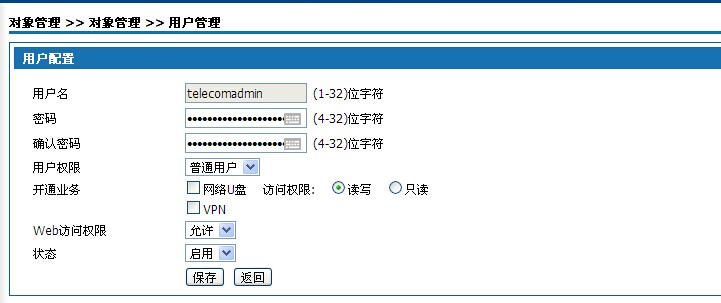 对象管理 >> 对象管理 >> 用户管理
用户配置
用户名 telecomadmin (1-32)位字符
密码 (4-32)位字符
确认密码 (4-32)位字符
用户权限 普通用户
开通业务 网络U盘 访问权限: 读写 只读
VPN
Web访问权限 允许
状态 启用
保存 返回